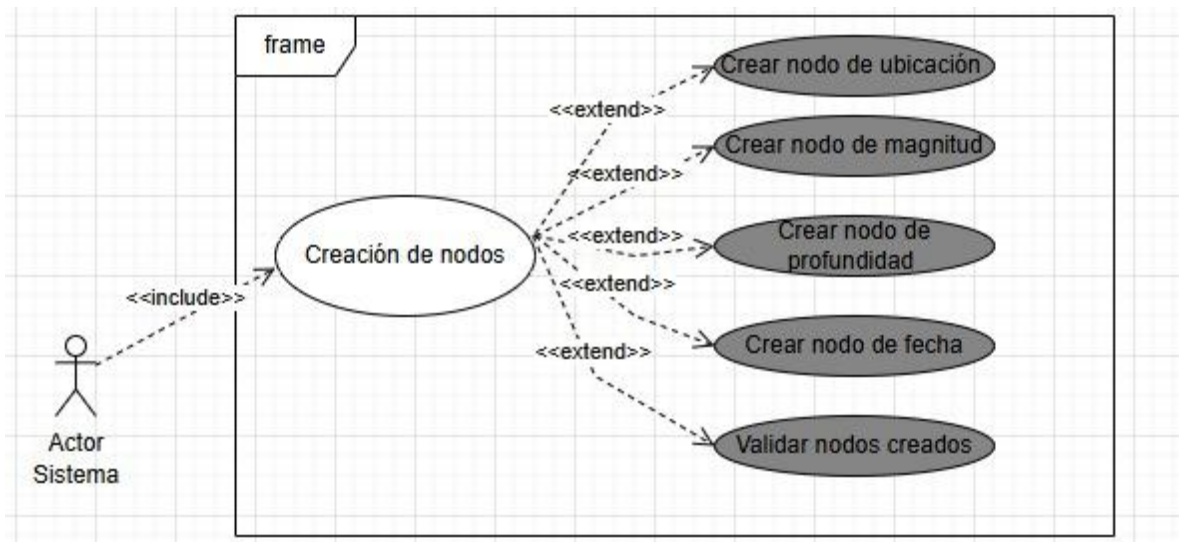 frame
Crear nodo de ubicación
<<extend>>
Crear nodo de magnitud
<<extend>>
Crear nodo de
profundidad
<<extend>>
Creación de nodos
<<extend>>
<<include>>
Crear nodo de fecha
<<extend>>
Validar nodos creados
Actor
Sistema